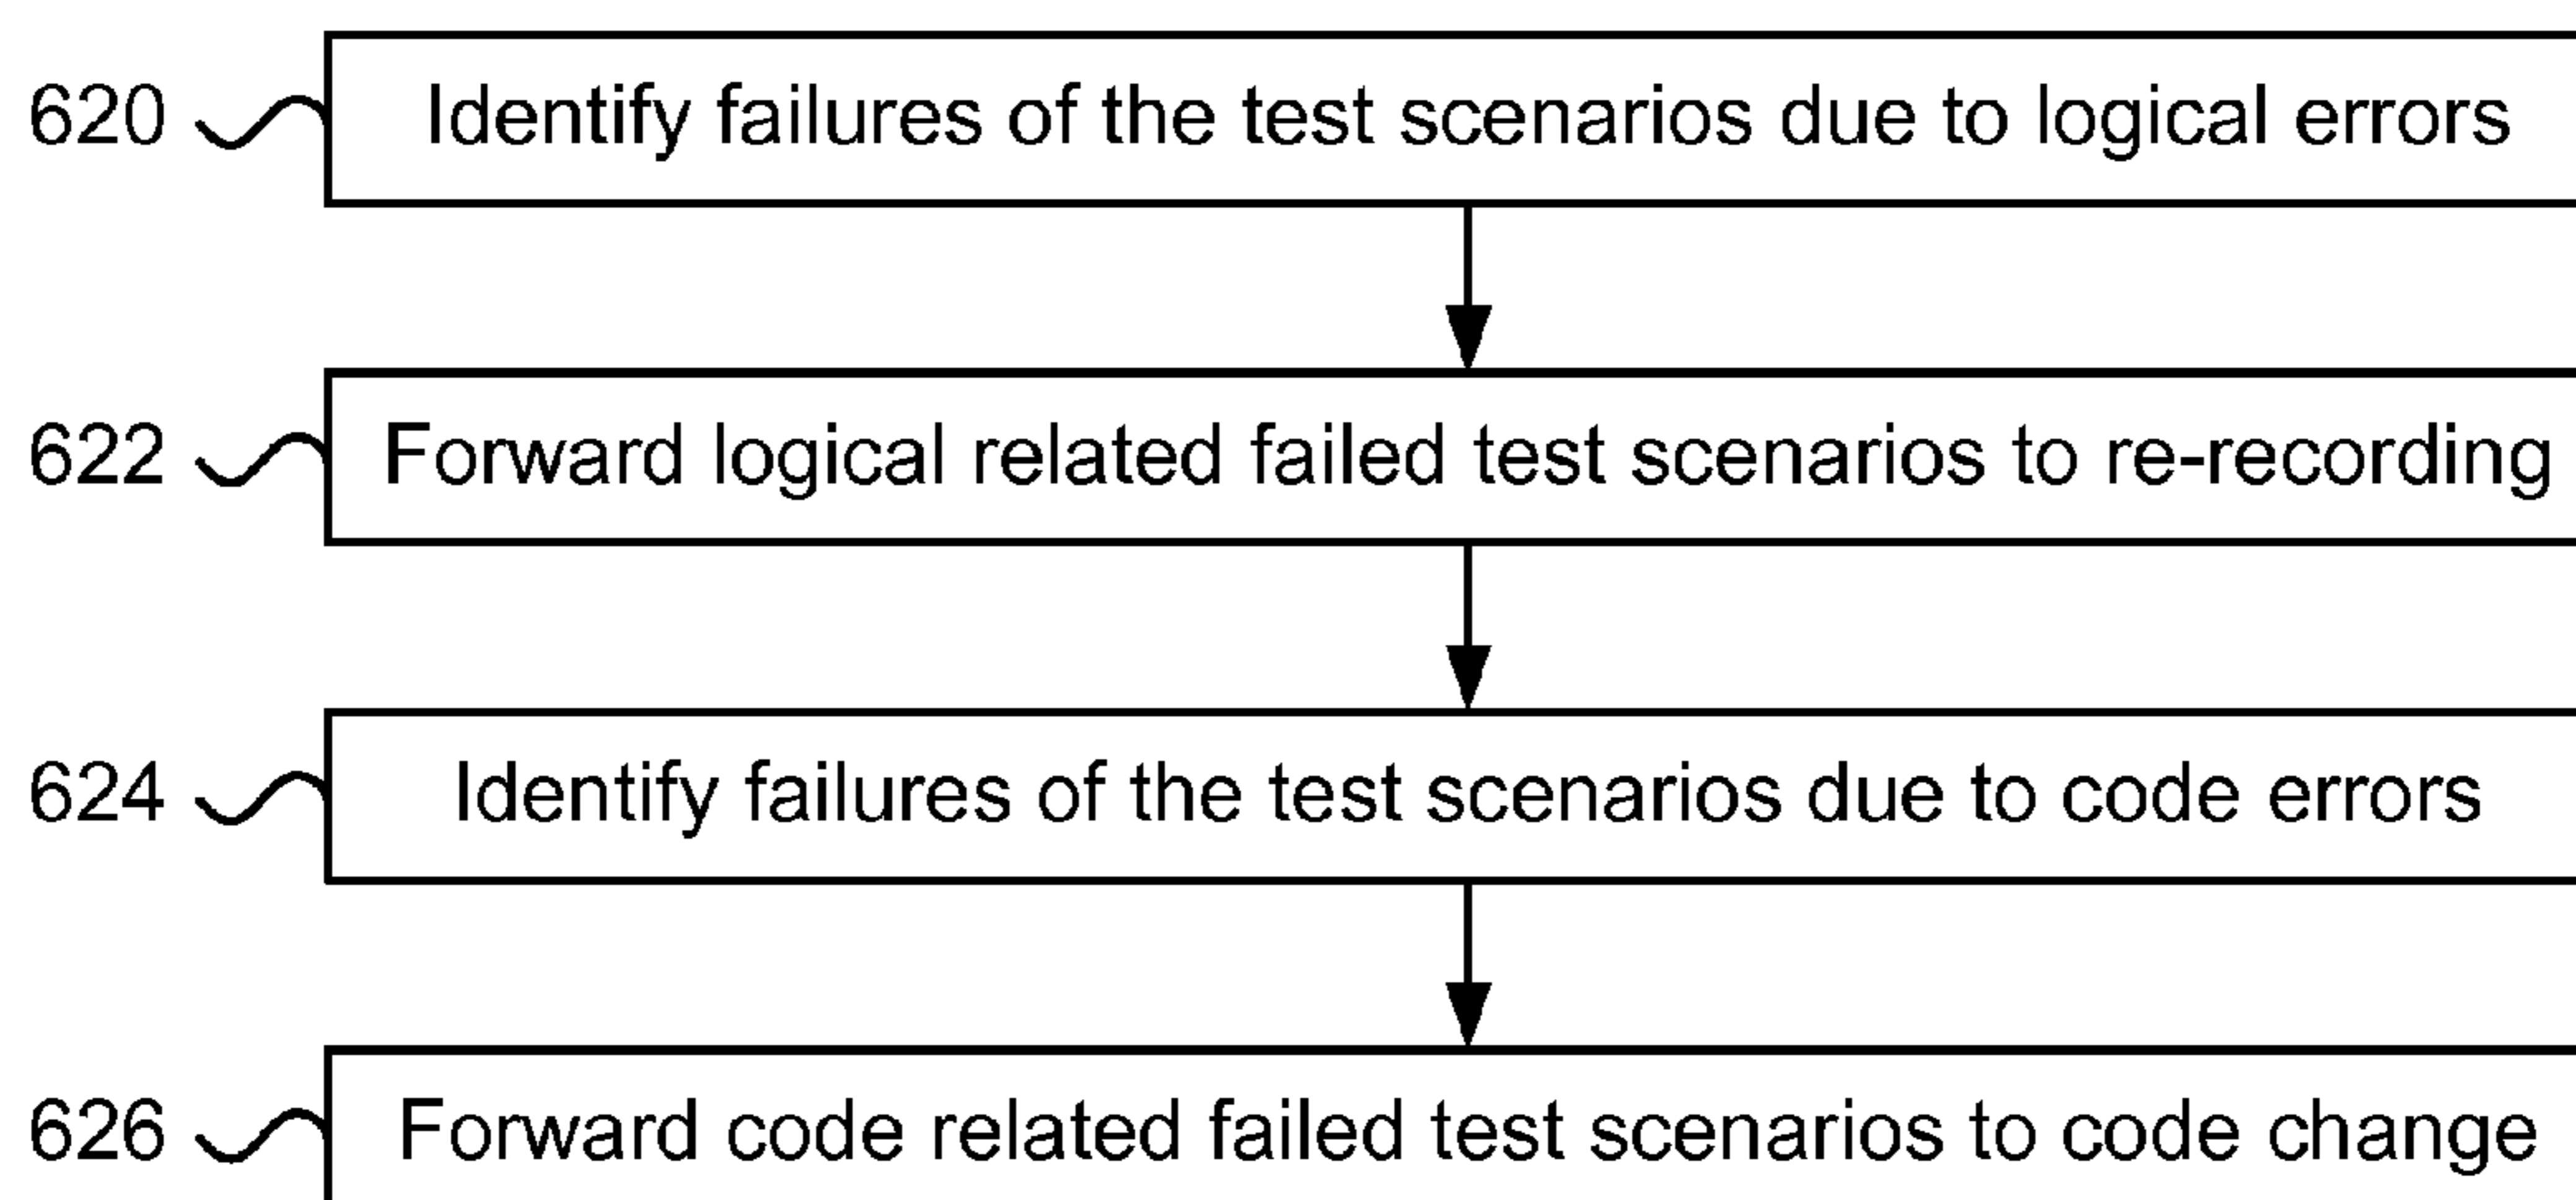 620 Identify failures of the test scenarios due to logical errors
622 Forward logical related failed test scenarios to re-recording
624 Identify failures of the test scenarios due to code errors
626 Forward code related failed test scenarios to code change